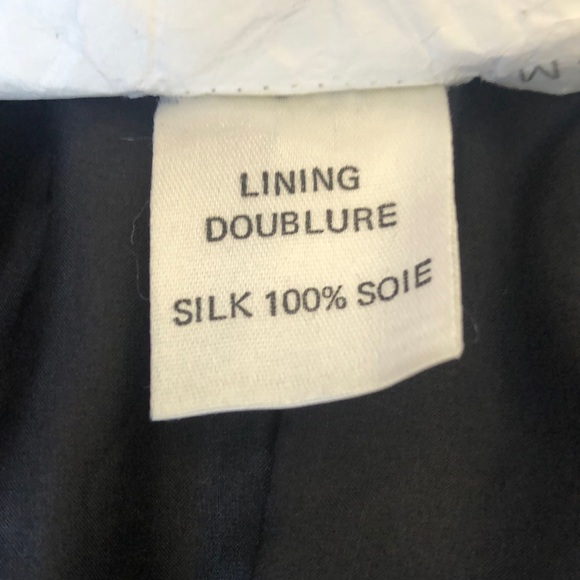 M
LINING
DOUBLURE
SILK 100% SOIE